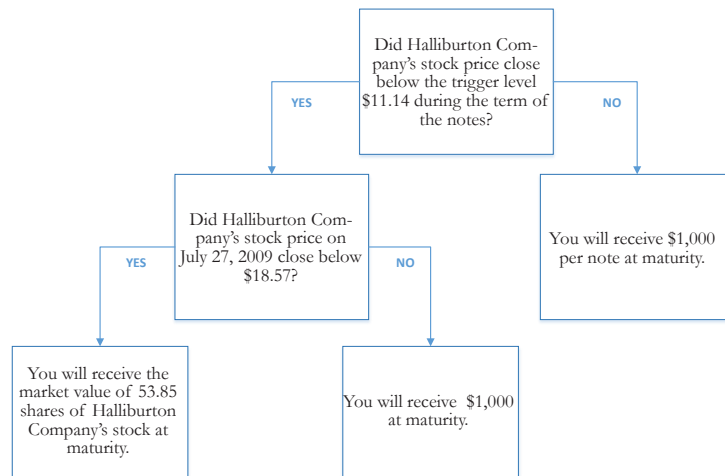 Did Halliburton Com-
pany's stock price close
below the trigger level
$11.14 during the term of
the notes?
YES
NO
Did Halliburton Com-
pany's stock price on
July 27, 2009 close below
$18.57?
You will receive $1,000
per note at maturity.
YES
NO
You will receive the
market value of 53.85
shares of Halliburton
Company's stock at
maturity.
You will receive $1,000
at maturity.